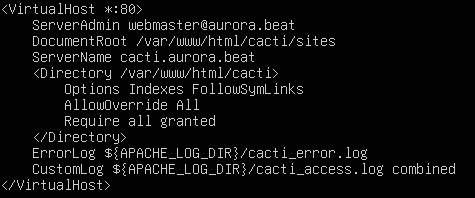 <VirtualHost *:80>
ServerAdmin webmaster@aurora.beat
DocumentRoot /var/www/html/cacti/sites
ServerName cacti.aurora.beat
<Directory /var/www/html/cacti>
Options Indexes FollowSymLinks
AllowOverride All
Require all granted
</Directory>
ErrorLog ${APACHE_LOG_DIR}/cacti_error.log
CustomLog ${APACHE_LOG_DIR}/cacti_access.log combined
</VirtualHost>